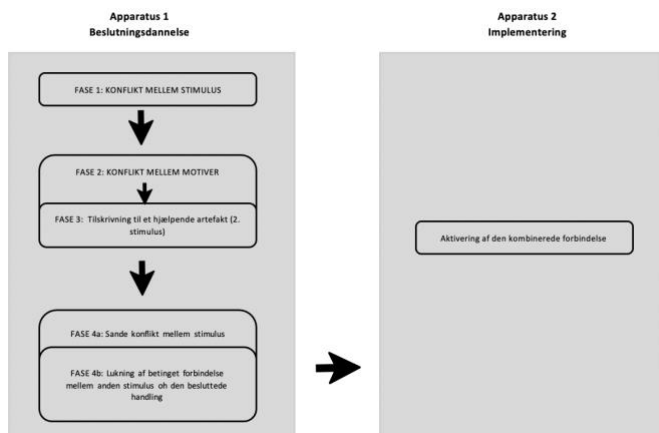 Apparatus 1
Beslutningsdannelse
FASE 1: KONFLIKT MELLEM STIMULUS
FASE 2: KONFLIKT MELLEM MOTIVER
FASE 3: Tilskrivning til et hjælpende artefakt (2.
stimulus)
FASE 4a: Sande konflikt mellem stimulus
FASE 4b: Lukning af betinget forbindelse
mellem anden stimulus oh den besluttede
handling
Apparatus 2
Implementering
Aktivering af den kombinerede forbindelse